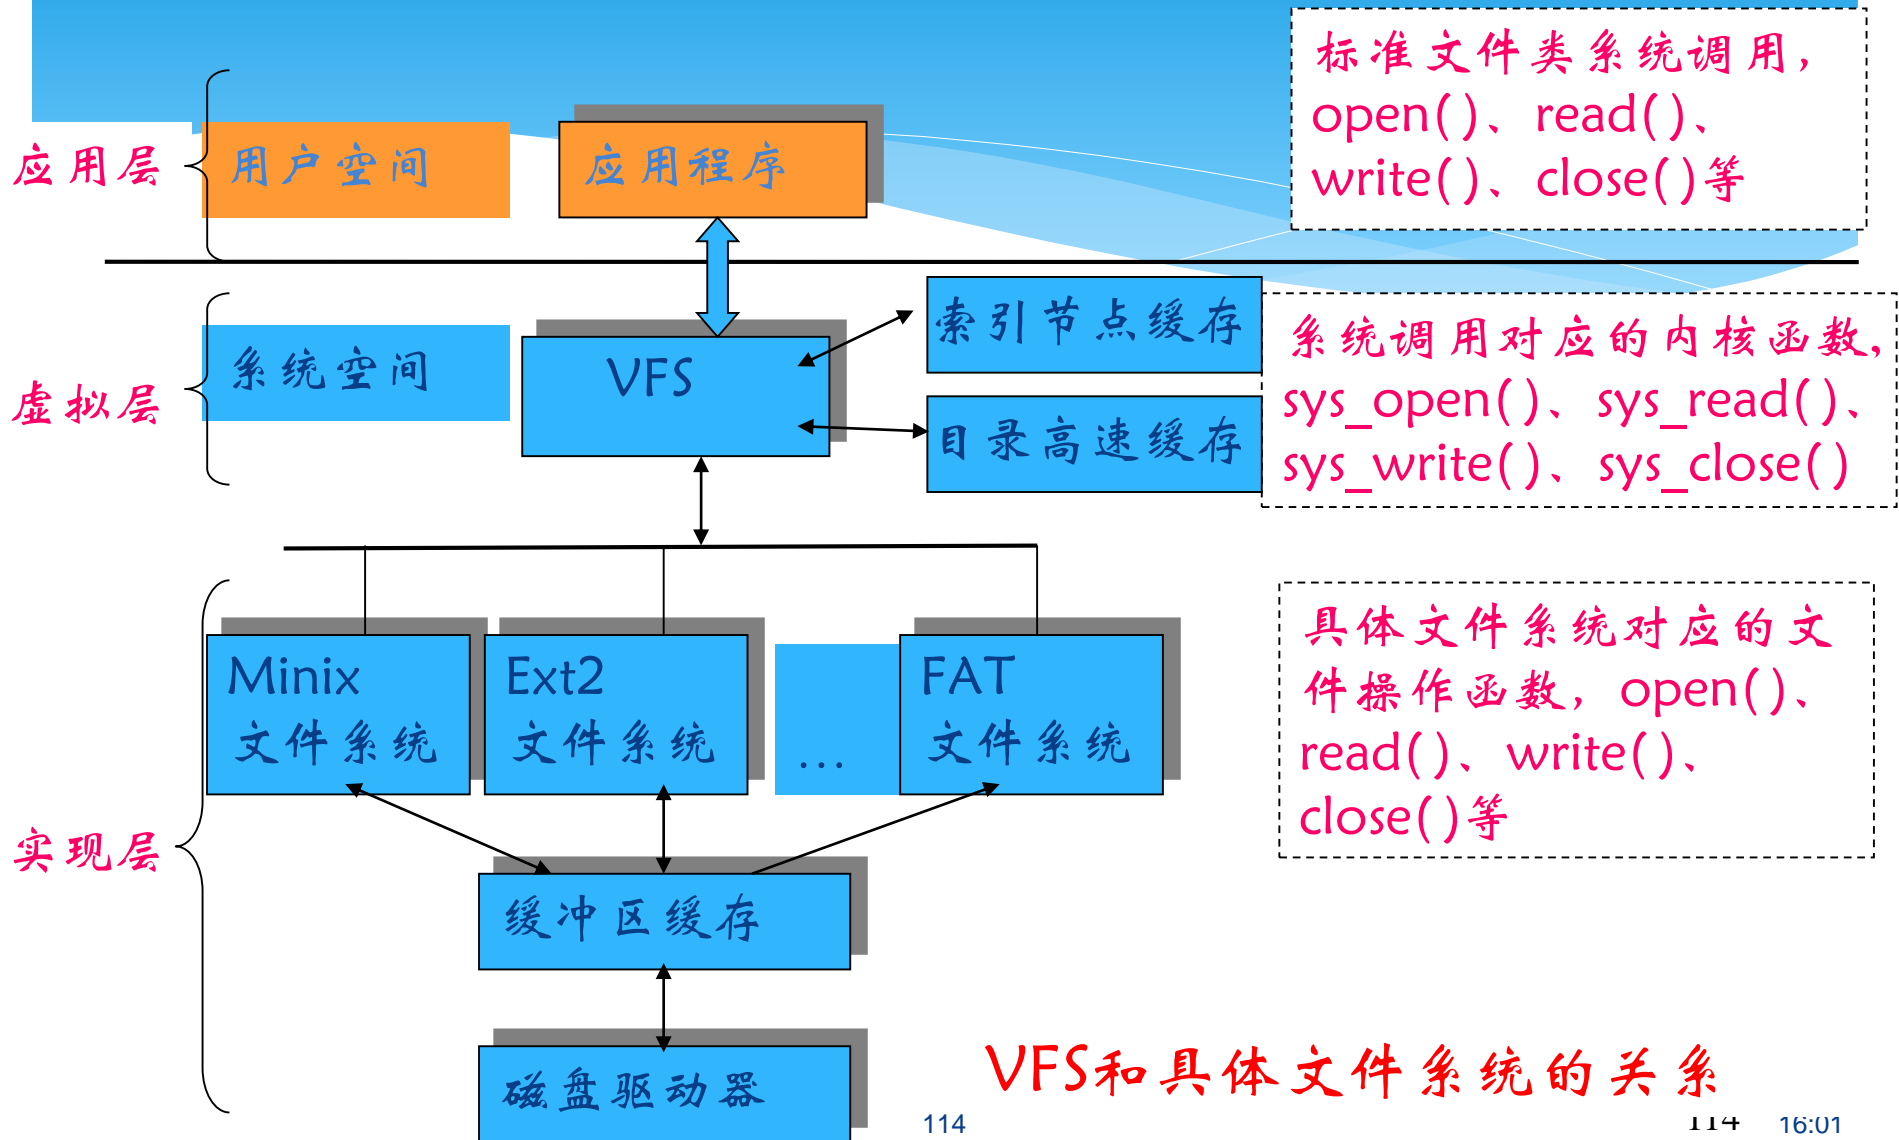 标准文件类系统调用，
open()、read()、
write()、close()等
应用层
用户空间
应用程序
虚拟层
系统空间
VFS
索引节点缓存
目录高速缓存
系统调用对应的内核函数,
sys_open()、sys_read()、
sys_write()、sys_close()
实现层
Minix
文件系统
Ext2
文件系统
...
FAT
文件系统
具体文件系统对应的文
件操作函数，open()、
read()、write()、
close()等
缓冲区缓存
磁盘驱动器
VFS和具体文件系统的关系
114
114
16:01